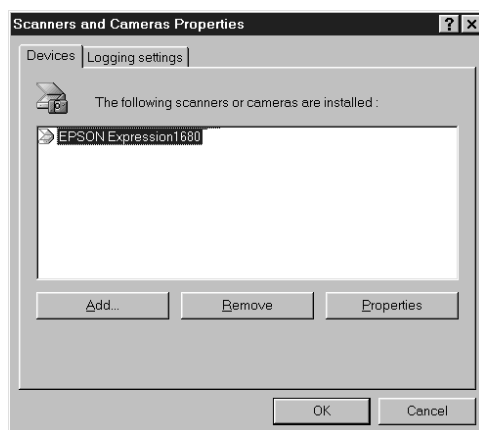 Scanners and Cameras Properties
Devices Logging settings
The following scanners or cameras are installed :
EPSON Expression1680
Add... Remove Properties
OK Cancel